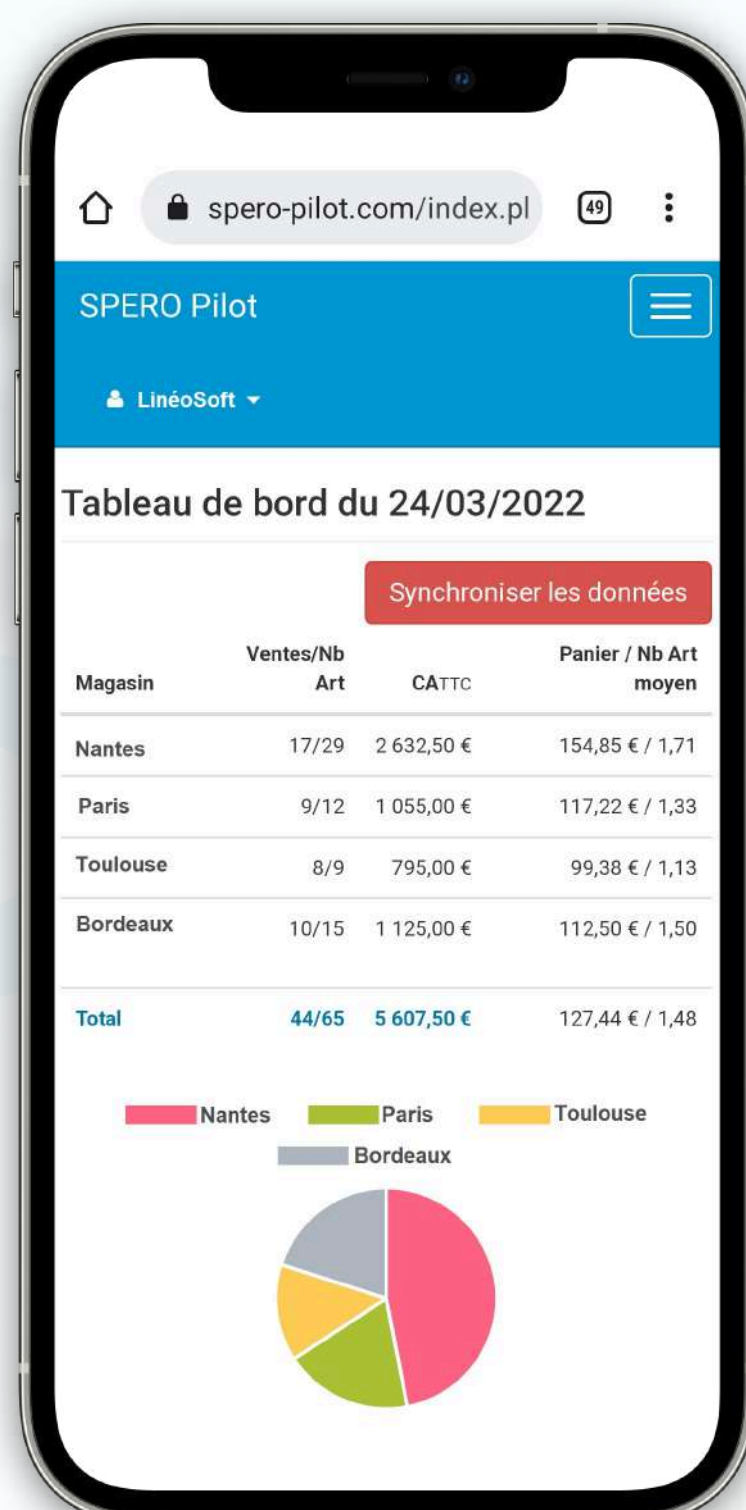 spero-pilot.com/index.pl 49
SPERO Pilot
LinéoSoft
Tableau de bord du 24/03/2022
Synchroniser les données
Magasin Ventes/Nb Art CATTC Panier / Nb Art moyen
Nantes 17/29 2 632,50 € 154,85 € / 1,71
Paris 9/12 1 055,00 € 117,22 € / 1,33
Toulouse 8/9 795,00 € 99,38 € / 1,13
Bordeaux 10/15 1 125,00 € 112,50 € / 1,50
Total 44/65 5 607,50 € 127,44 € / 1,48
Nantes Paris Toulouse
Bordeaux